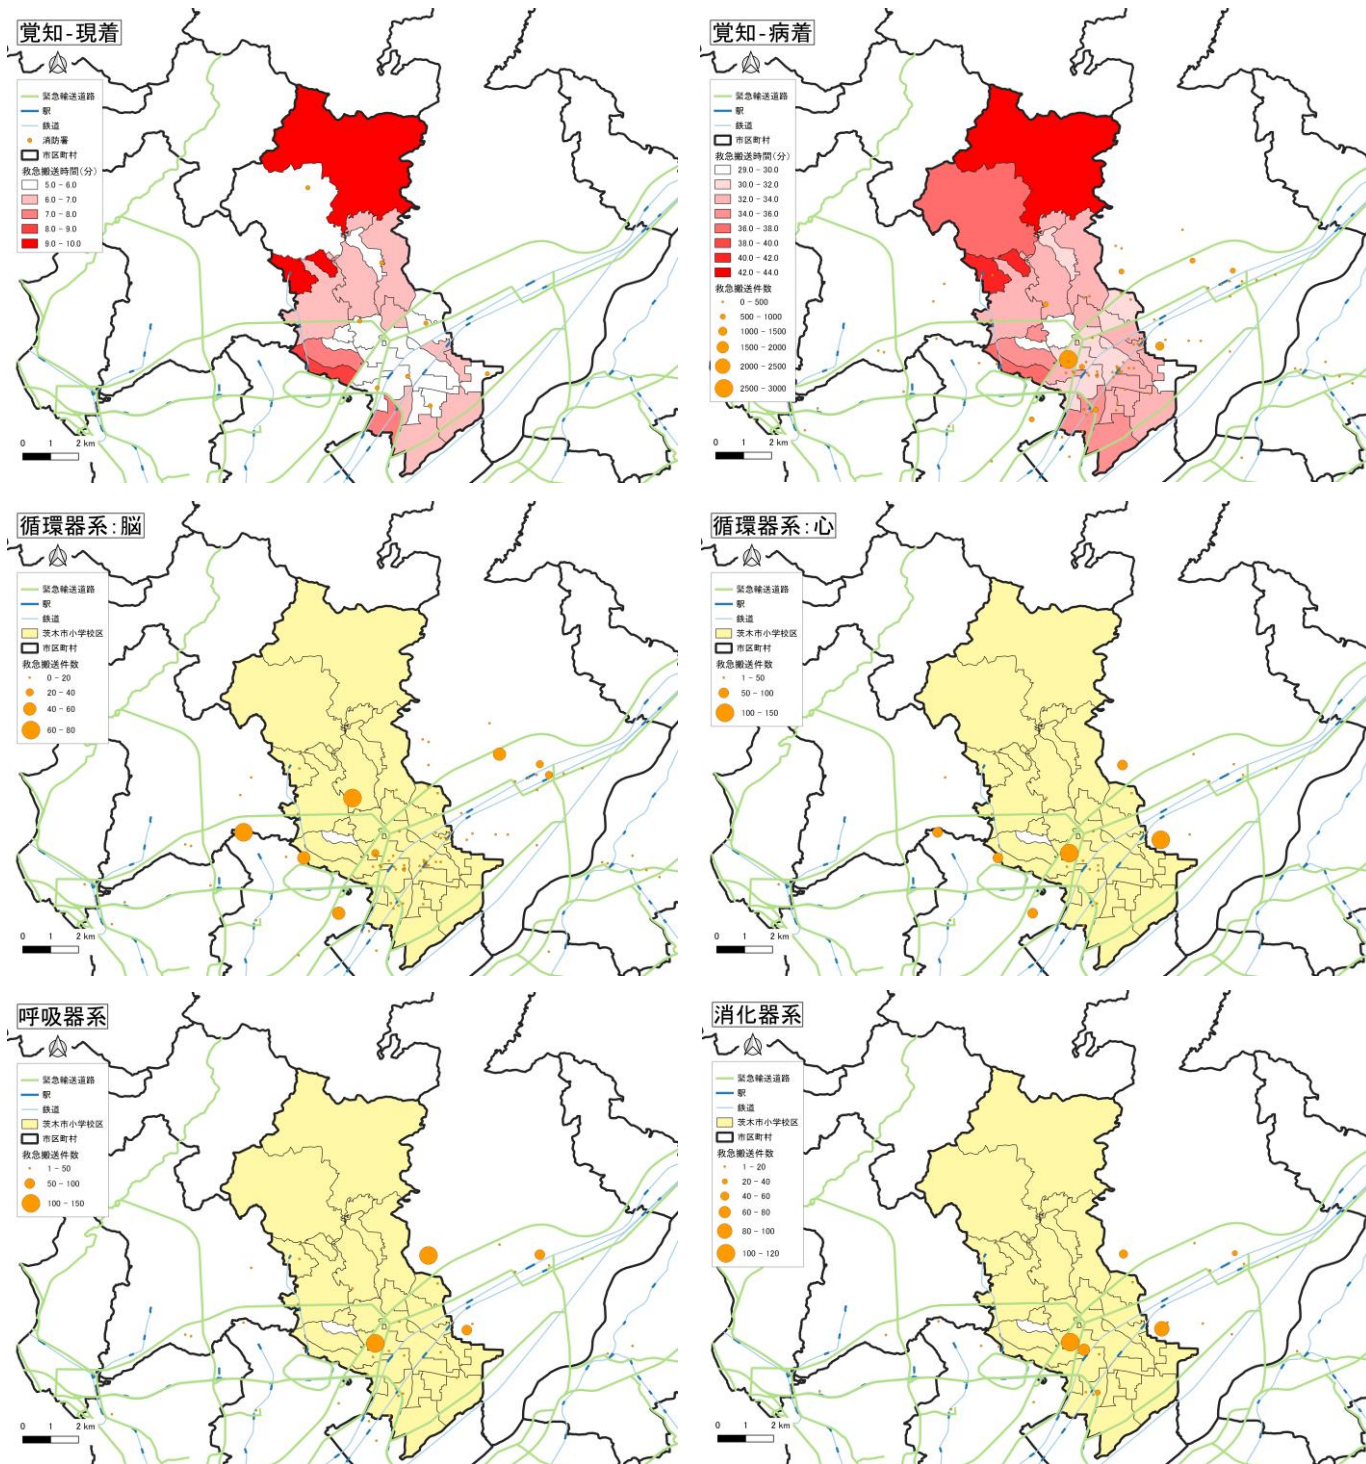 覚知-現着
緊急輸送道路
駅
鉄道
消防署
市区町村
救急搬送時間(分)
5.0 - 6.0
6.0 - 7.0
7.0 - 8.0
8.0 - 9.0
9.0 - 10.0
0 1 2 km
覚知-病着
緊急輸送道路
駅
鉄道
市区町村
救急搬送時間(分)
29.0 - 30.0
30.0 - 32.0
32.0 - 34.0
34.0 - 36.0
36.0 - 38.0
38.0 - 40.0
40.0 - 42.0
42.0 - 44.0
救急搬送件数
0 - 500
500 - 1000
1000 - 1500
1500 - 2000
2000 - 2500
2500 - 3000
0 1 2 km
循環器系:脳
緊急輸送道路
駅
鉄道
茨木市小学校区
市区町村
救急搬送件数
0 - 20
20 - 40
40 - 60
60 - 80
0 1 2 km
循環器系:心
緊急輸送道路
駅
鉄道
茨木市小学校区
市区町村
救急搬送件数
1 - 50
50 - 100
100 - 150
0 1 2 km
呼吸器系
緊急輸送道路
駅
鉄道
茨木市小学校区
市区町村
救急搬送件数
1 - 50
50 - 100
100 - 150
0 1 2 km
消化器系
緊急輸送道路
駅
鉄道
茨木市小学校区
市区町村
救急搬送件数
1 - 20
20 - 40
40 - 60
60 - 80
80 - 100
100 - 120
0 1 2 km